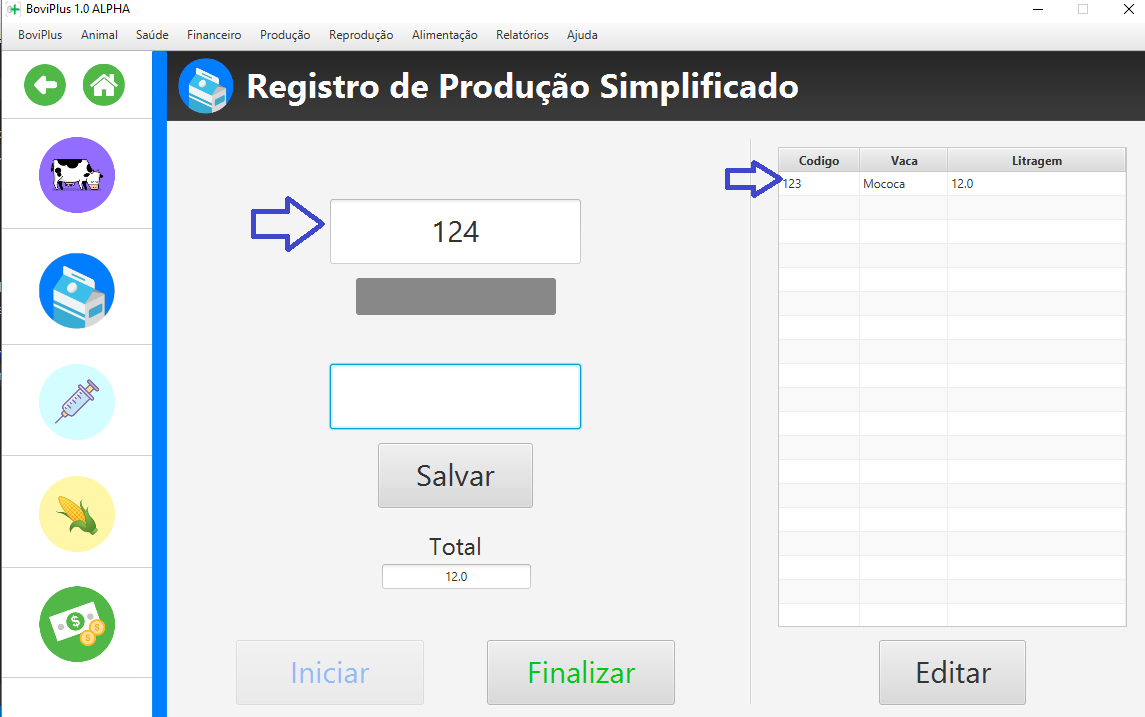 BoviPlus 1.0 ALPHA
BoviPlus Animal Saúde Financeiro Produção Reprodução Alimentação Relatórios Ajuda
Registro de Produção Simplificado
124
Salvar
Total
12.0
Iniciar Finalizar
Codigo Vaca Litragem
123 Mococa 12.0
Editar